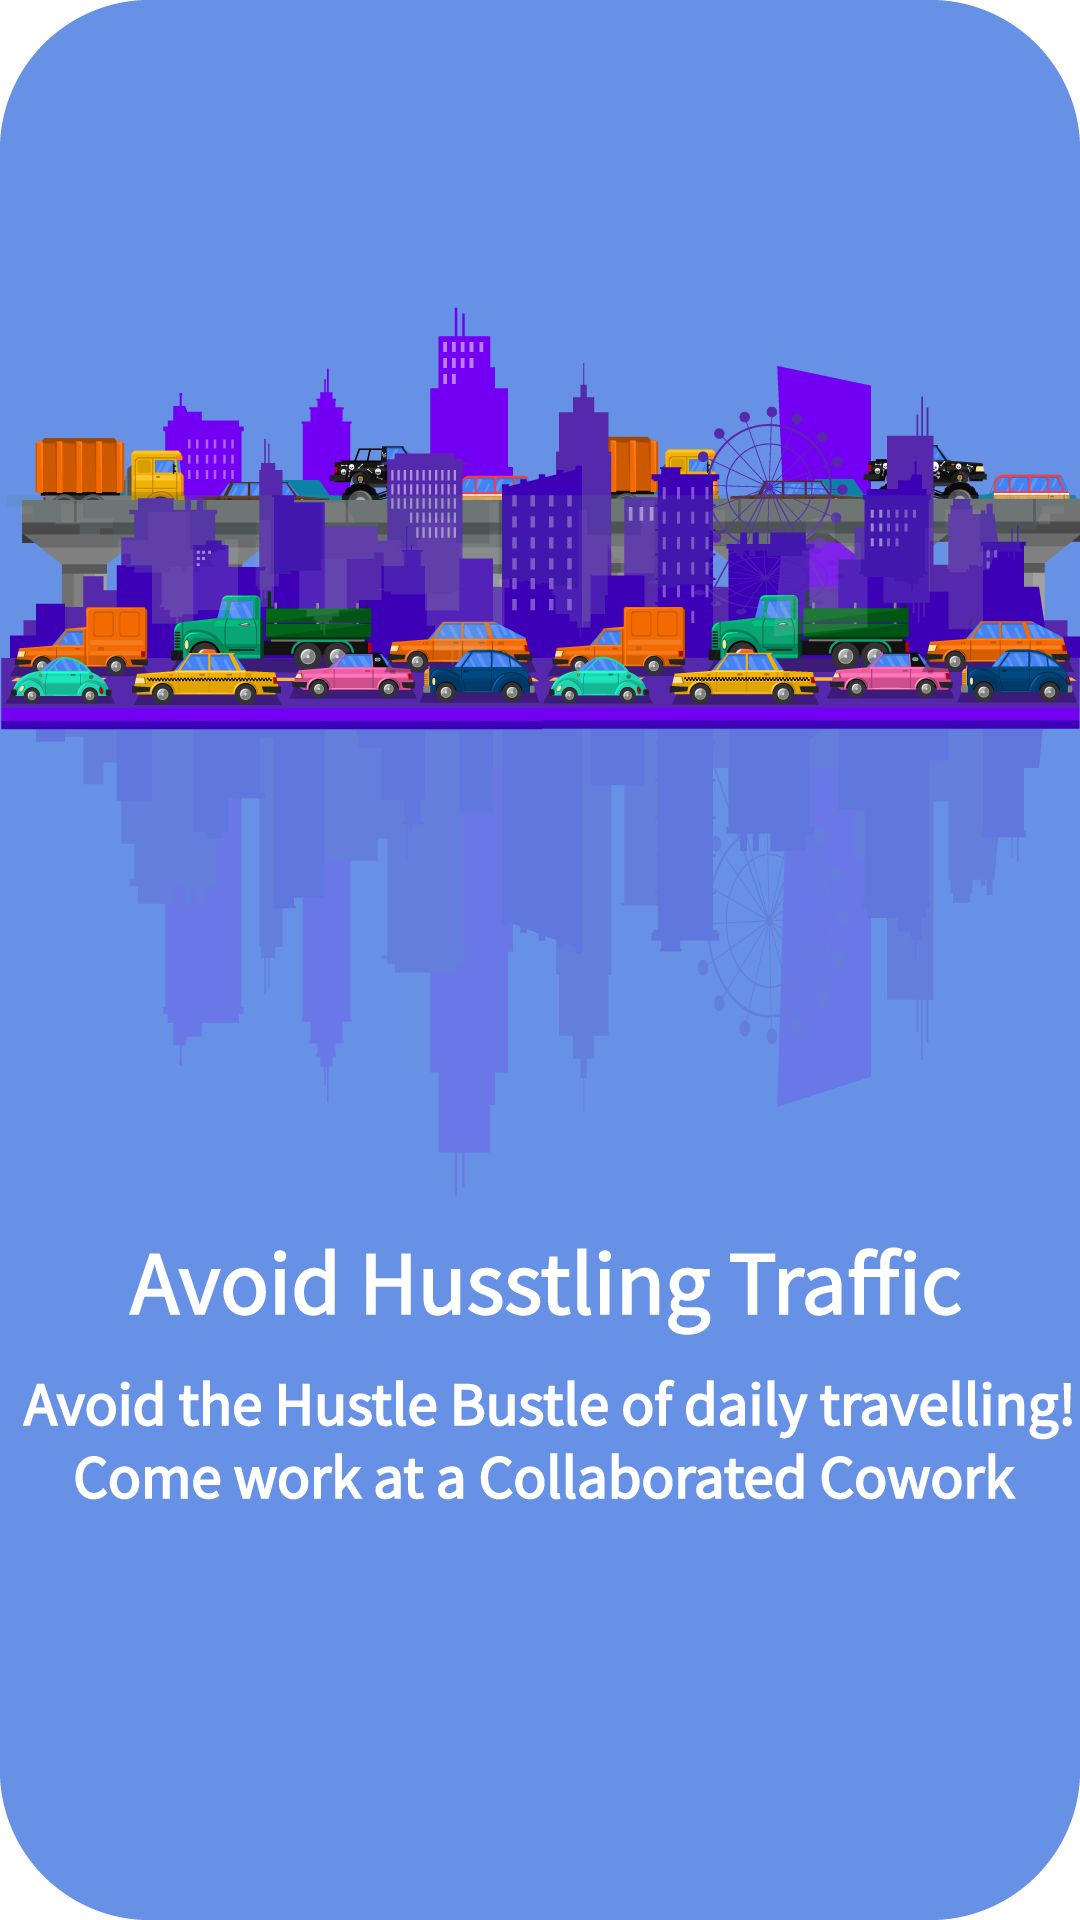 Avoid Husstling Traffic
Avoid the Hustle Bustle of daily travelling!
Come work at a Collaborated Cowork